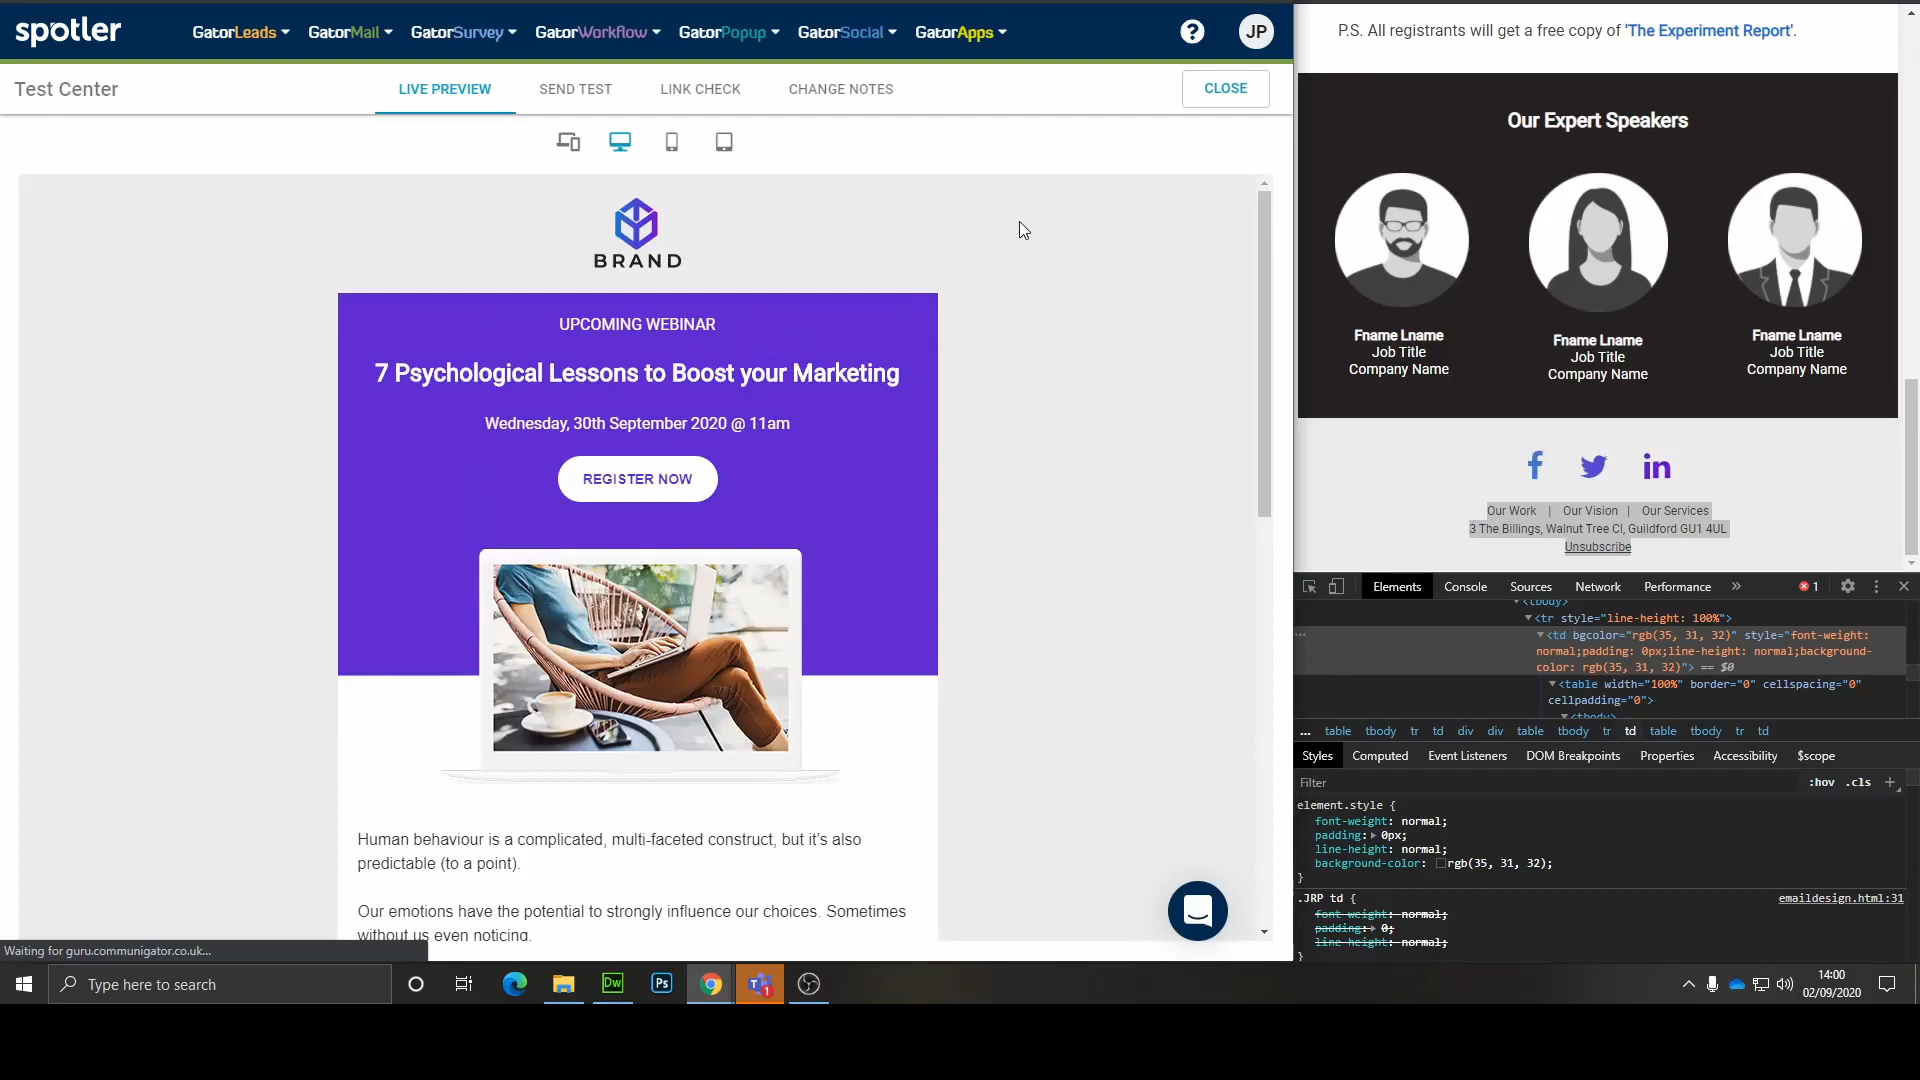 spotler
GatorLeads
GatorMail
GatorSurvey
GatorWorkflow
GatorPopup
GatorSocial
GatorApps
?
JP
Test Center
LIVE PREVIEW
SEND TEST
LINK CHECK
CHANGE NOTES
CLOSE
BRAND
UPCOMING WEBINAR
7 Psychological Lessons to Boost your Marketing
Wednesday, 30th September 2020 @ 11am
REGISTER NOW
Human behaviour is a complicated, multi-faceted construct, but it's also
predictable (to a point).
Our emotions have the potential to strongly influence our choices. Sometimes
without us even noticing.
Waiting for guru.communigator.co.uk...
P.S. All registrants will get a free copy of 'The Experiment Report'.
Our Expert Speakers
Fname Lname
Job Title
Company Name
Fname Lname
Job Title
Company Name
Fname Lname
Job Title
Company Name
f
in
Our Work | Our Vision | Our Services
3 The Billings, Walnut Tree Cl, Guildford GU1 4UL
Unsubscribe
Elements Console Sources Network Performance » 1
<tbody>
<tr style="line-height: 100%">
... <td bgcolor="rgb(35, 31, 32)" style="font-weight:
normal;padding: 0px;line-height: normal;background-
color: rgb(35, 31, 32)"> == $0
<table width="100%" border="0" cellspacing="0"
cellpadding="0">
<tbody>
... table tbody tr td div div table tbody tr td table tbody tr td
Styles Computed Event Listeners DOM Breakpoints Properties Accessibility $scope
Filter :hov .cls +
element.style {
font-weight: normal;
padding: 0px;
line-height: normal;
background-color: rgb(35, 31, 32);
}
.JRP td { emaildesign.html:31
font-weight: normal;
padding: 0;
line-height: normal;
}
Type here to search
Dw
Ps
T
1
14:00
02/09/2020